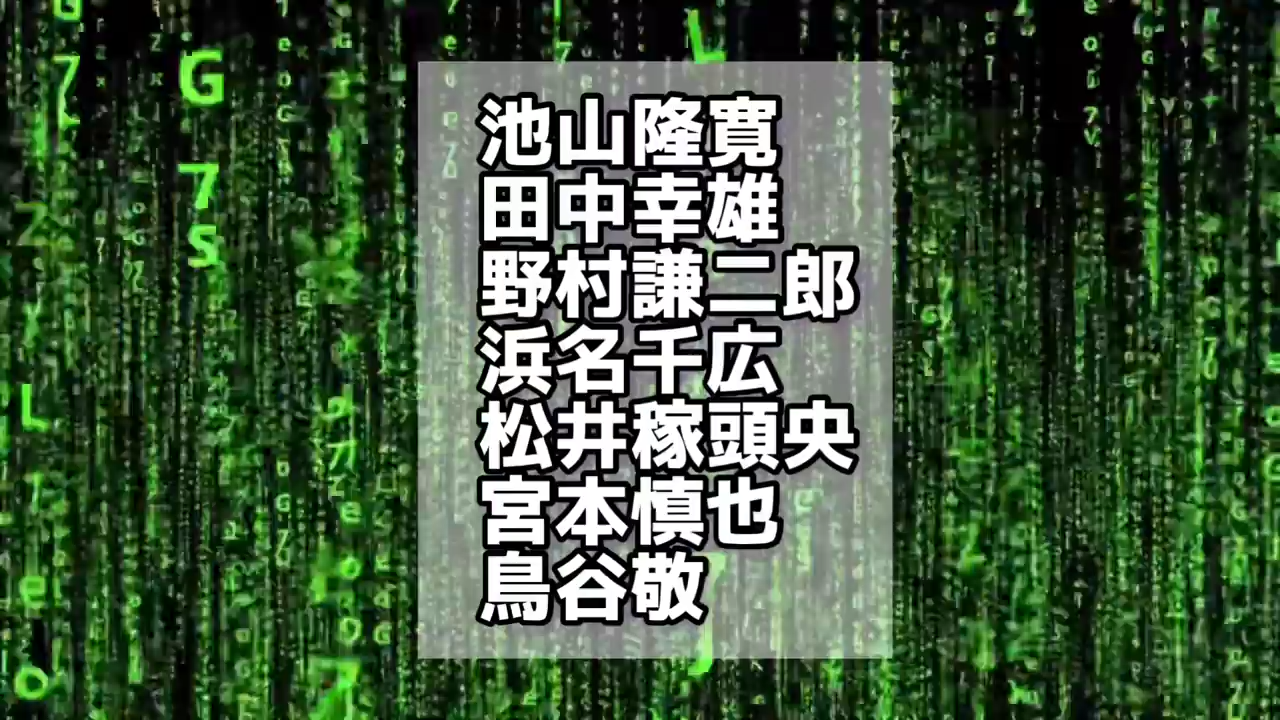 池山隆寛
田中幸雄
野村謙二郎
浜名千広
松井稼頭央
宮本慎也
鳥谷敬